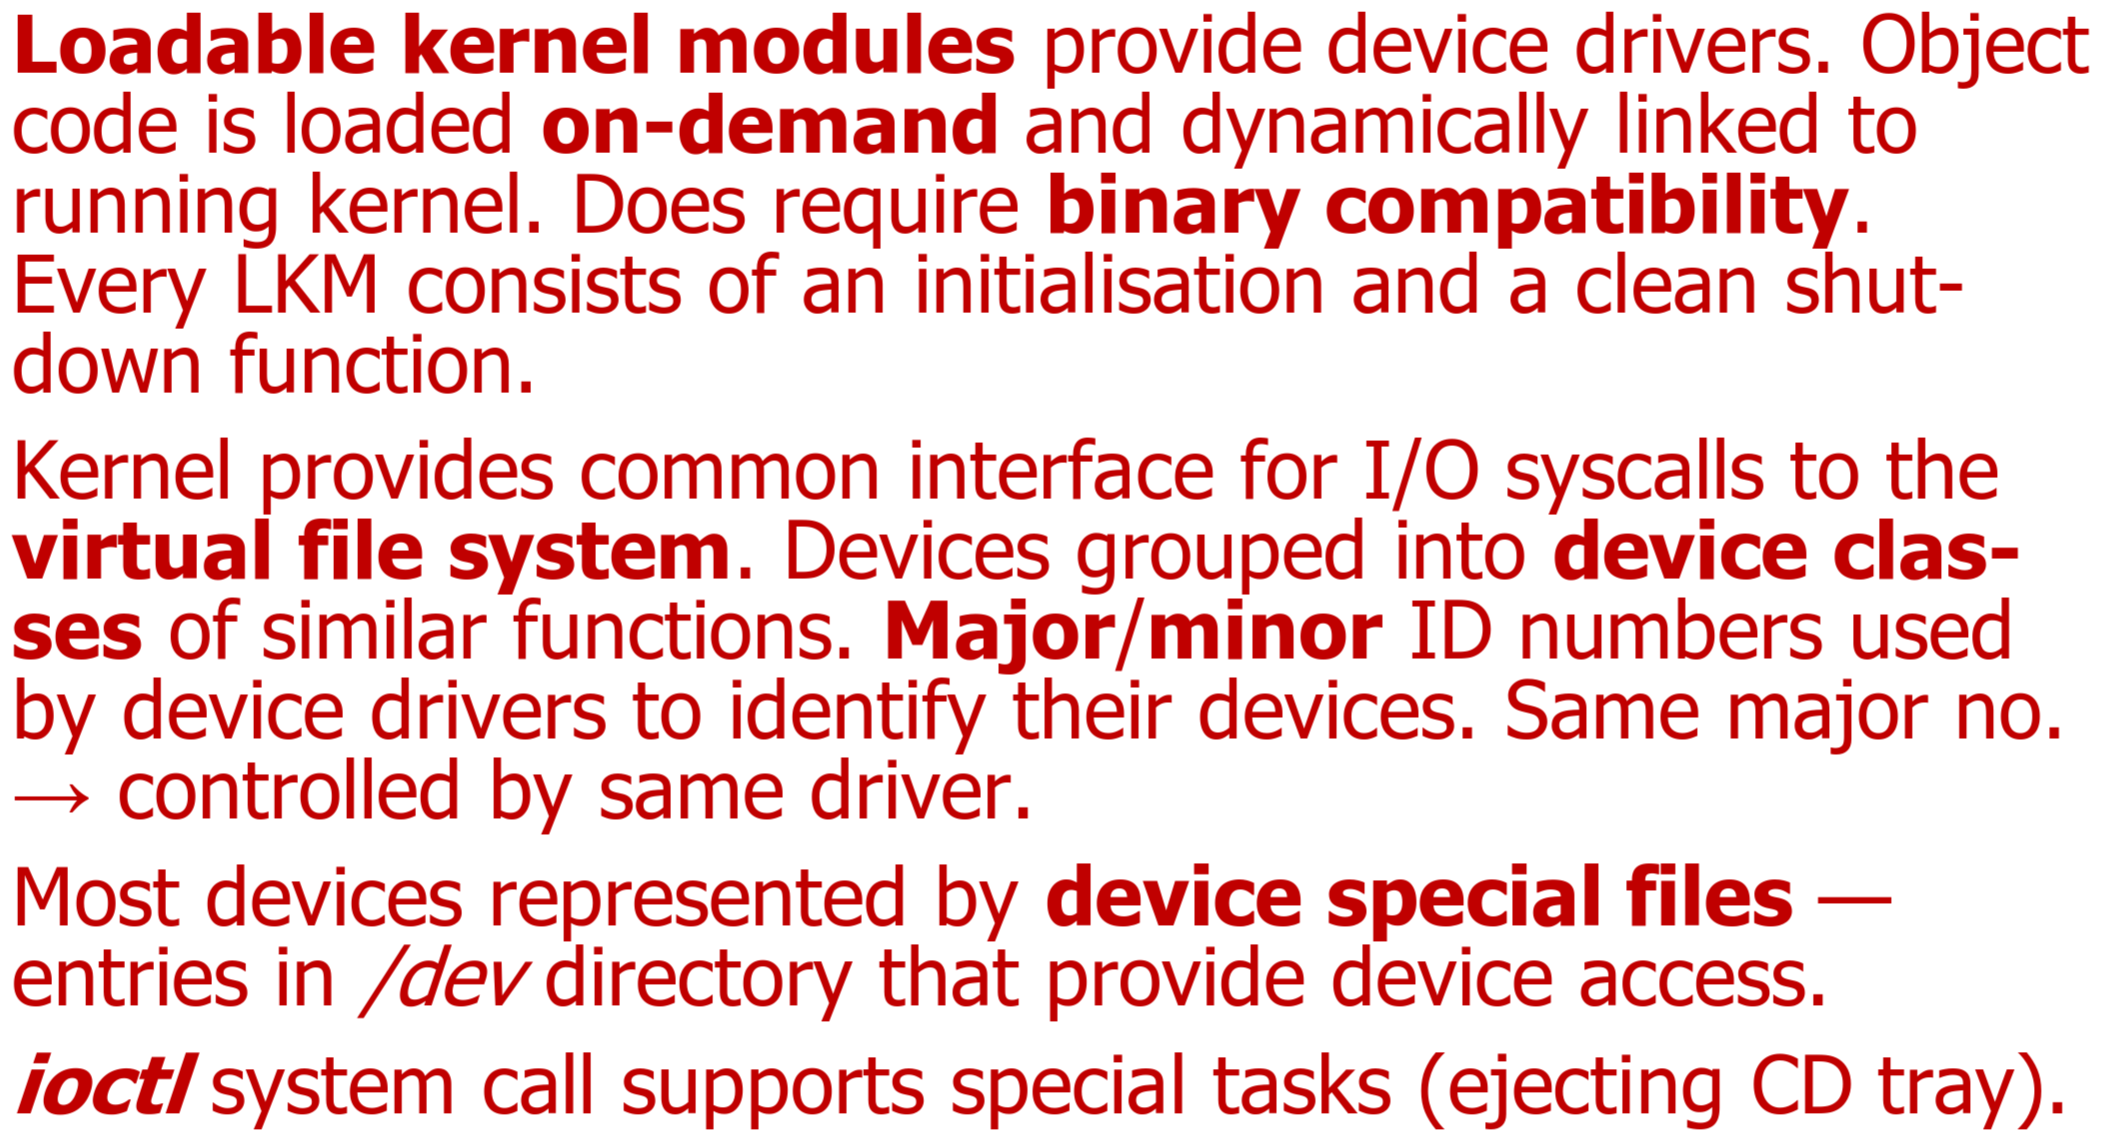 Loadable kernel modules provide device drivers. Object
code is loaded on-demand and dynamically linked to
running kernel. Does require binary compatibility.
Every LKM consists of an initialisation and a clean shut-
down function.
Kernel provides common interface for I/O syscalls to the
virtual file system. Devices grouped into device clas-
ses of similar functions. Major/minor ID numbers used
by device drivers to identify their devices. Same major no.
→ controlled by same driver.
Most devices represented by device special files —
entries in /dev directory that provide device access.
ioctl system call supports special tasks (ejecting CD tray).